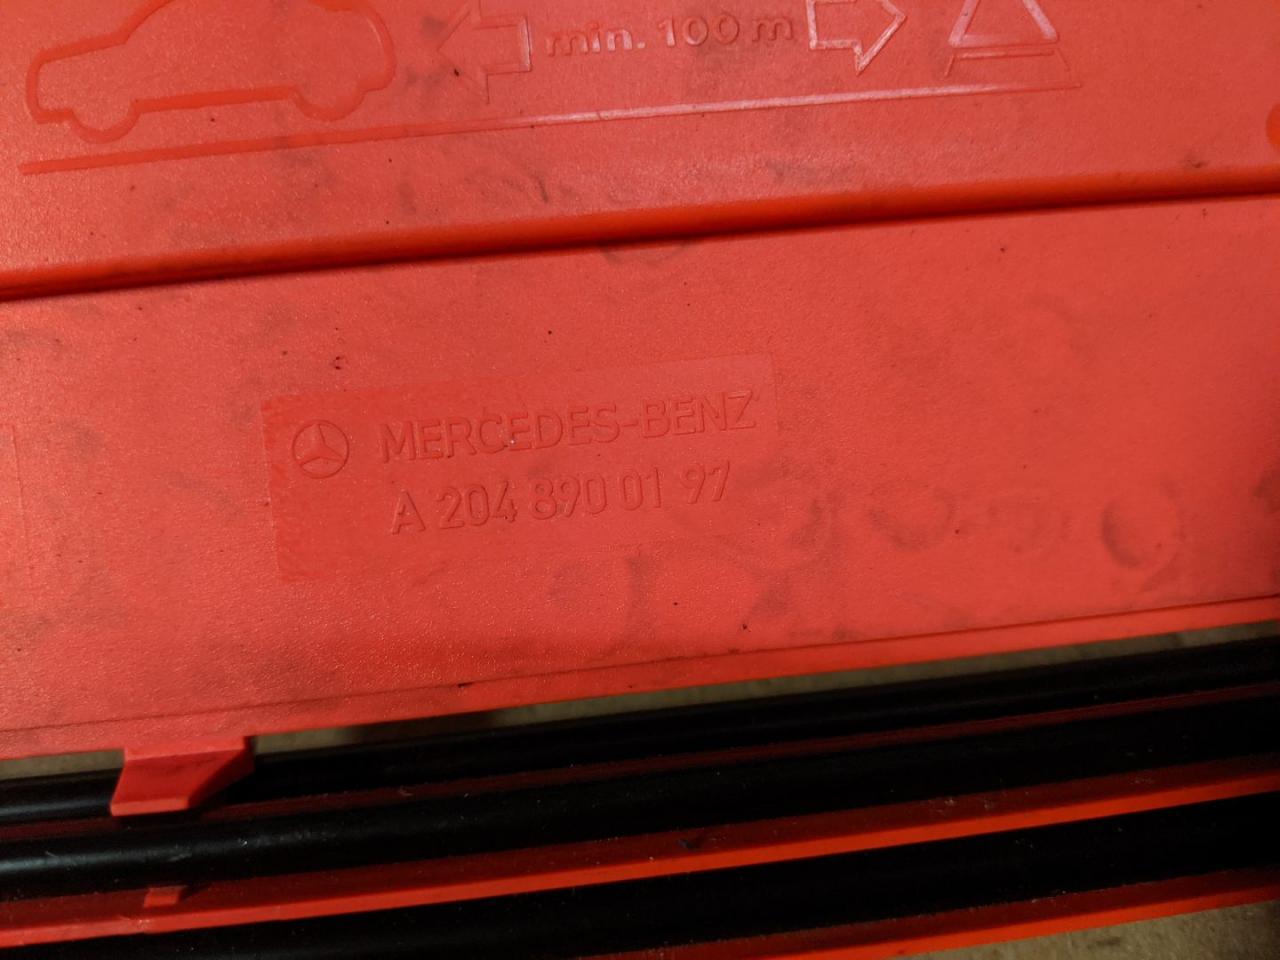 min. 100 m
MERCEDES-BENZ
A 204 890 01 97